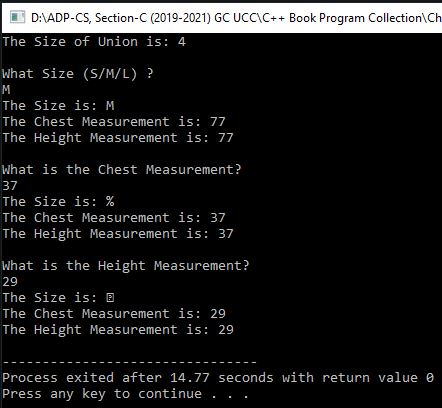 D:\ADP-CS, Section-C (2019-2021) GC UCC\C++ Book Program Collection\Ch
The Size of Union is: 4
What Size (S/M/L) ?
M
The Size is: M
The Chest Measurement is: 77
The Height Measurement is: 77
What is the Chest Measurement?
37
The Size is: %
The Chest Measurement is: 37
The Height Measurement is: 37
What is the Height Measurement?
29
The Size is:
The Chest Measurement is: 29
The Height Measurement is: 29
--------------------------------
Process exited after 14.77 seconds with return value 0
Press any key to continue . . .